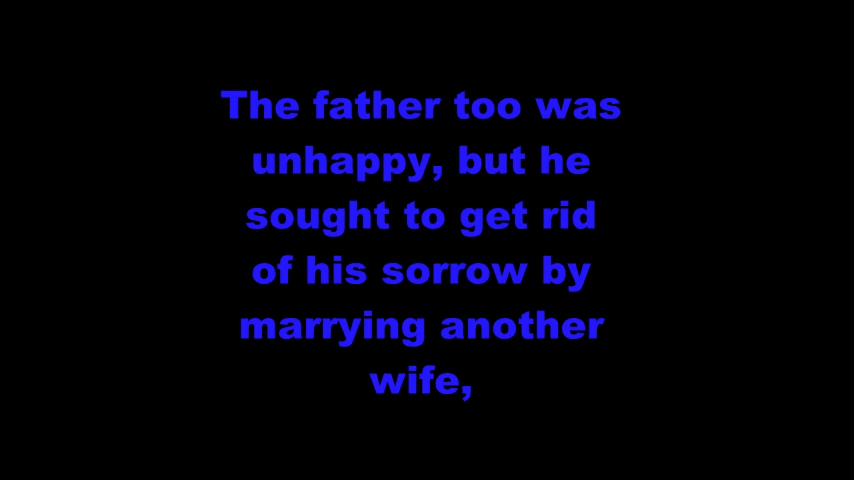 The father too was
unhappy, but he
sought to get rid
of his sorrow by
marrying another
wife,